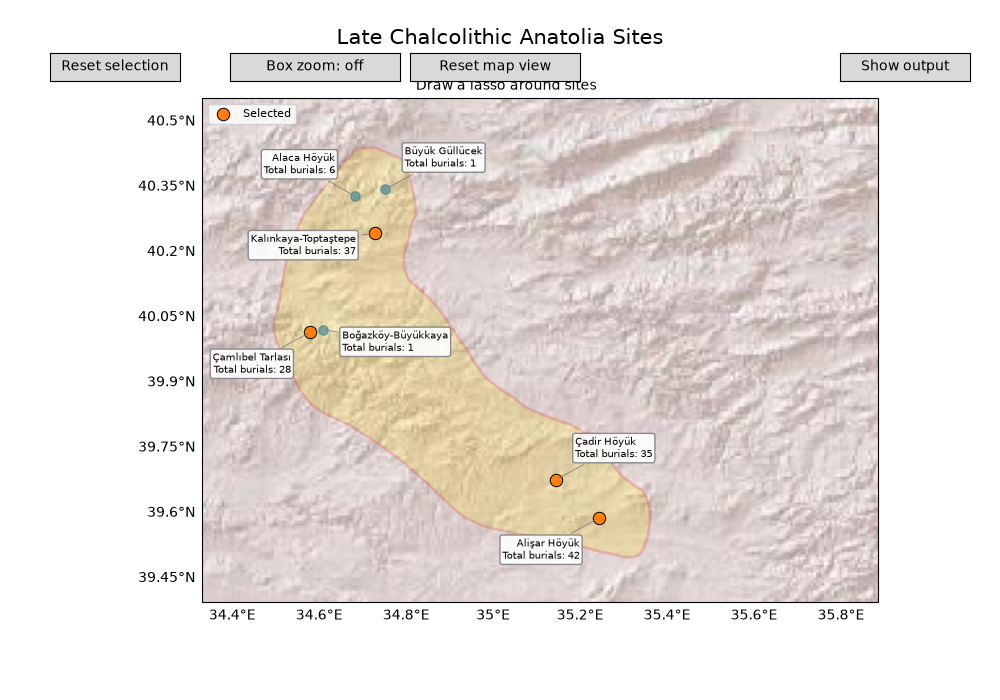 Late Chalcolithic Anatolia Sites
Reset selection
Box zoom: off
Reset map view
Show output
Draw a lasso around sites
Selected
40.5°N
40.35°N
40.2°N
40.05°N
39.9°N
39.75°N
39.6°N
39.45°N
Büyük Güllücek
Total burials: 1
Alaca Höyük
Total burials: 6
Kalınkaya-Toptaştepe
Total burials: 37
Boğazköy-Büyükkaya
Total burials: 1
Çamlıbel Tarlası
Total burials: 28
Çadir Höyük
Total burials: 35
Alişar Höyük
Total burials: 42
34.4°E
34.6°E
34.8°E
35°E
35.2°E
35.4°E
35.6°E
35.8°E